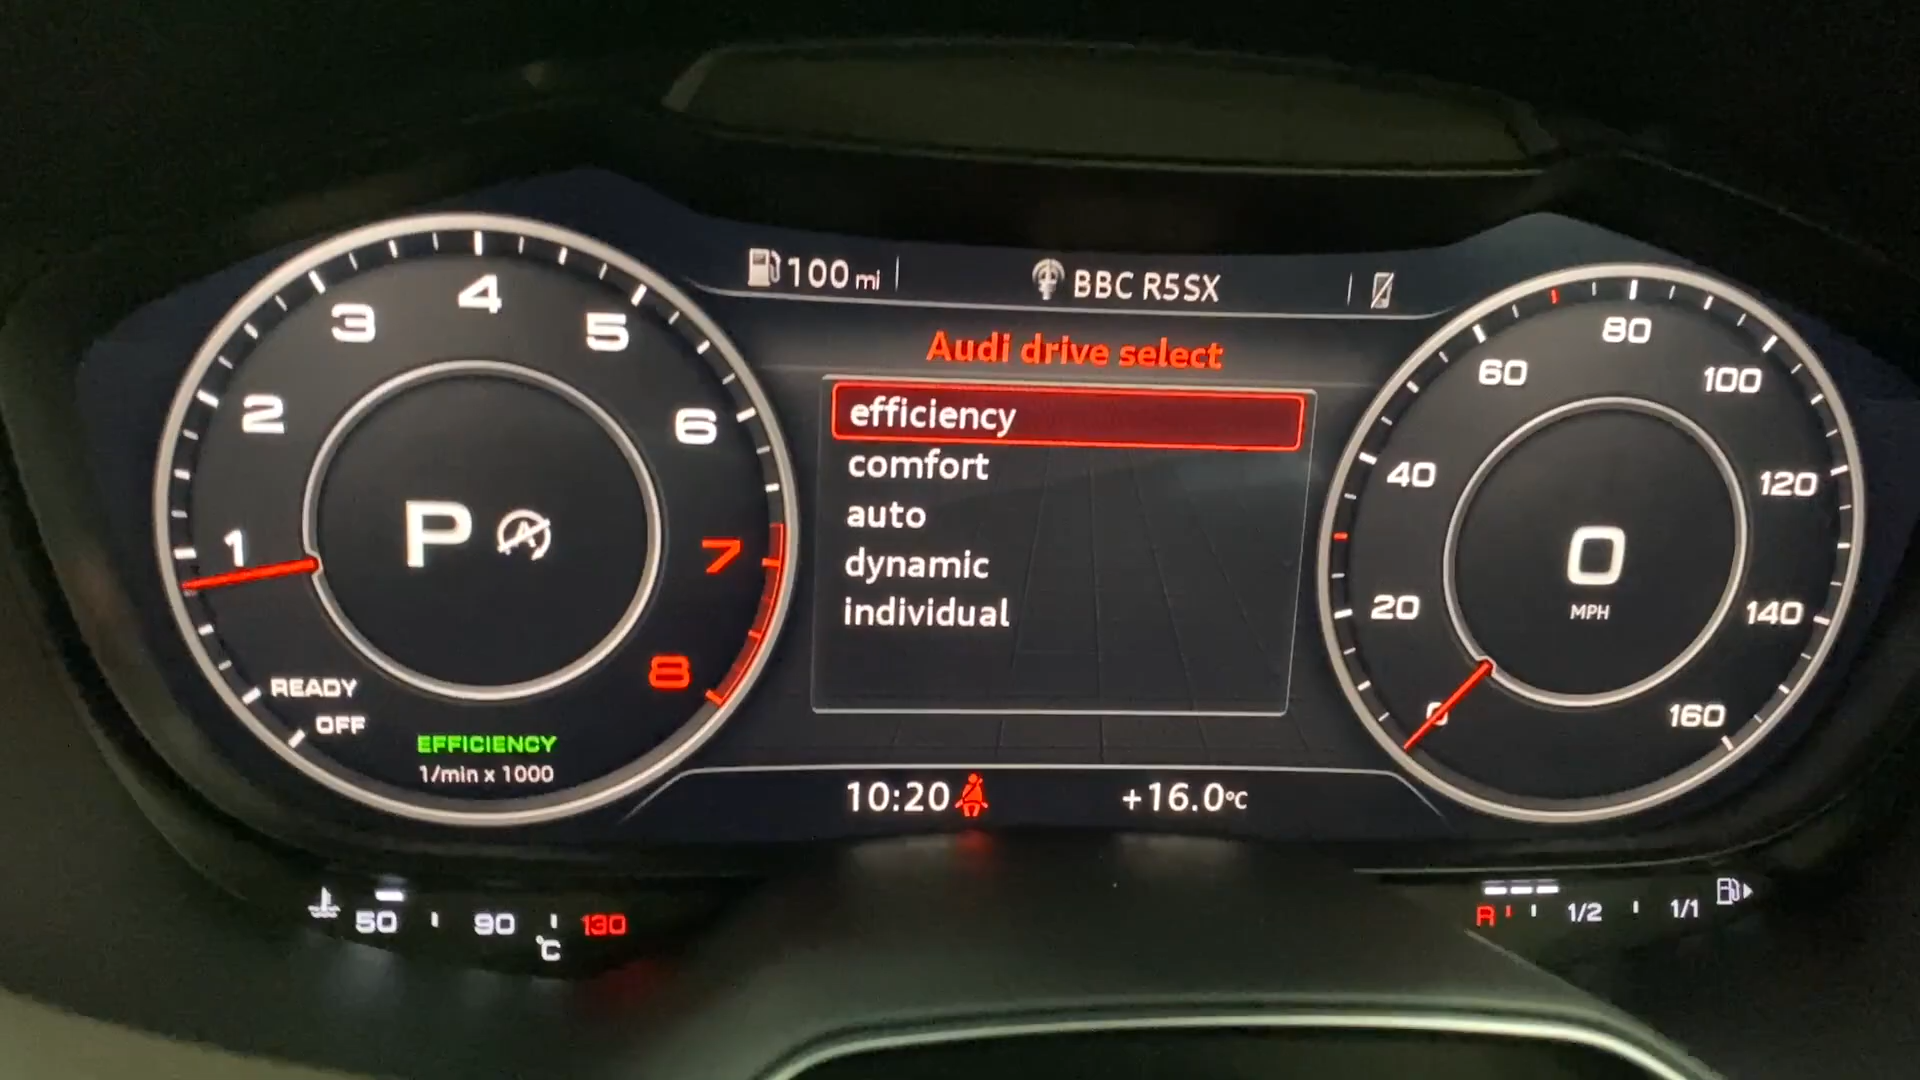 100 mi
BBC R5SX
Audi drive select
efficiency
comfort
auto
dynamic
individual
10:20
+16.0°C
1
2
3
4
5
6
7
8
P
A
READY
OFF
EFFICIENCY
1/min x 1000
0
20
40
60
80
100
120
140
160
0
MPH
50
90
130
°C
R
1/2
1/1